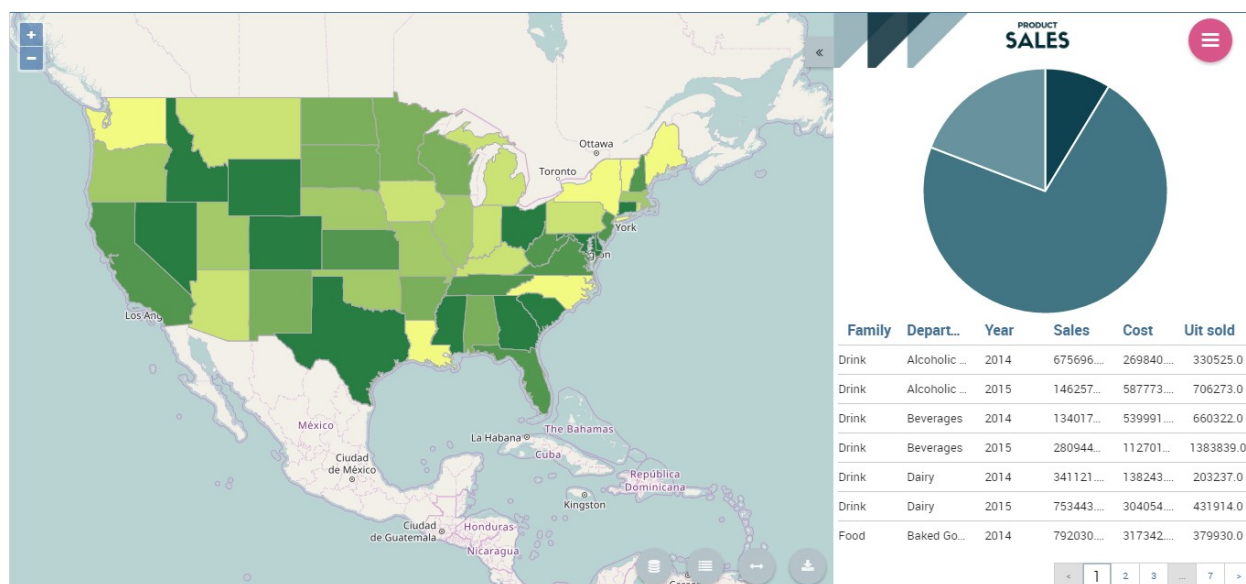 +
−
«
PRODUCT
SALES
Ottawa
Toronto
York
Los Ang
México
Ciudad
de México
La Habana
The Bahamas
Cuba
República
Dominicana
Kingston
Ciudad
de Guatemala
Honduras
Nicaragua
Family Depart... Year Sales Cost Uit sold
Drink Alcoholic ... 2014 675696.... 269840.... 330525.0
Drink Alcoholic ... 2015 146257... 587773.... 706273.0
Drink Beverages 2014 134017... 539991.... 660322.0
Drink Beverages 2015 280944... 112701... 1383839.0
Drink Dairy 2014 341121.... 138243.... 203237.0
Drink Dairy 2015 753443.... 304054.... 431914.0
Food Baked Go... 2014 792030.... 317342.... 379930.0
< 1 2 3 ... 7 >